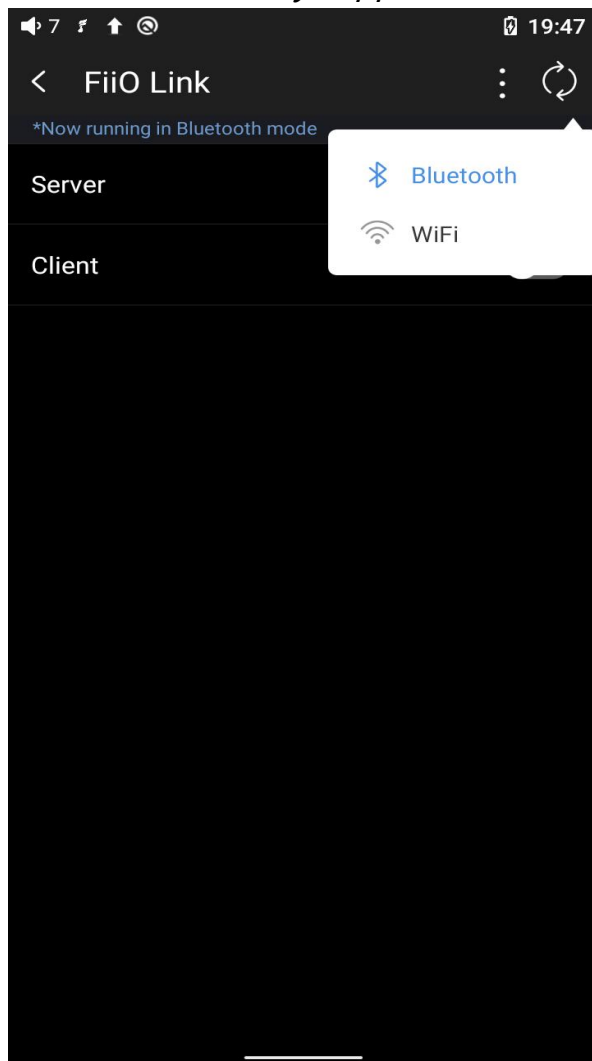 7 19:47
FiiO Link
*Now running in Bluetooth mode
Bluetooth
Server
WiFi
Client